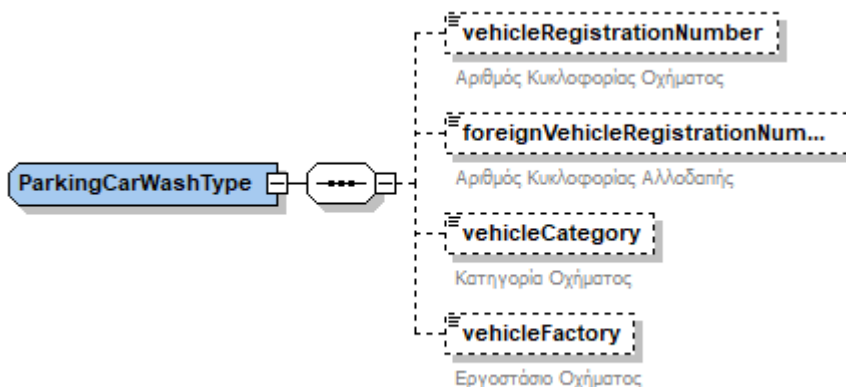 vehicleRegistrationNumber
Αριθμός Κυκλοφορίας Οχήματος
foreignVehicleRegistrationNum...
Αριθμός Κυκλοφορίας Αλλοδαπής
ParkingCarWashType
vehicleCategory
Κατηγορία Οχήματος
vehicleFactory
Εργοστάσιο Οχήματος